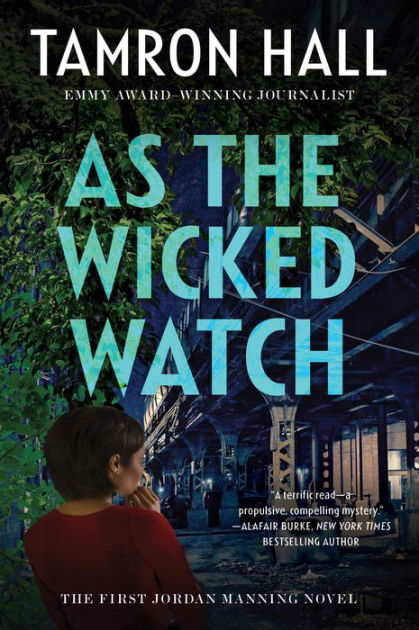 TAMRON HALL
EMMY AWARD–WINNING JOURNALIST
AS THE
WICKED
WATCH
"A terrific read—a
propulsive, compelling mystery."
—ALAFAIR BURKE, NEW YORK TIMES
BESTSELLING AUTHOR
THE FIRST JORDAN MANNING NOVEL